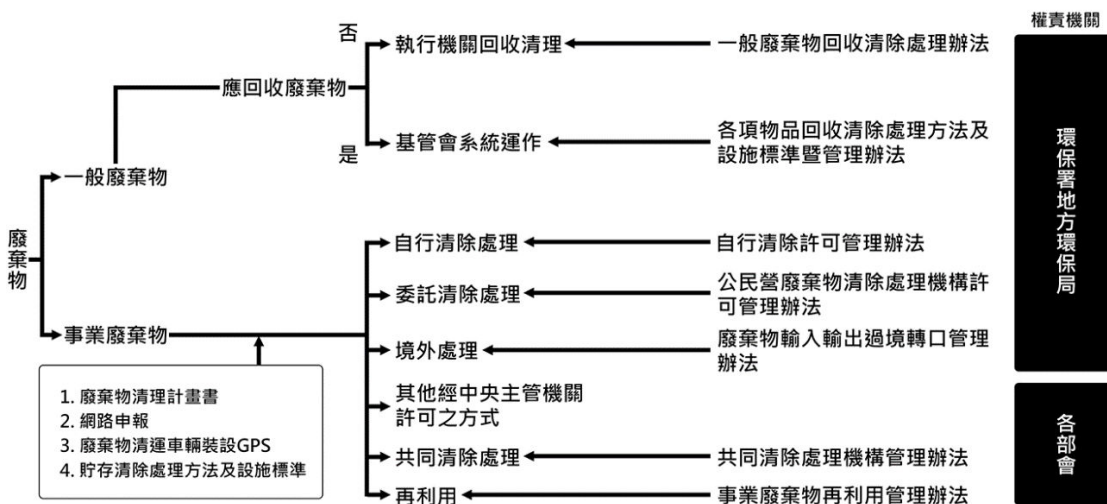 權責機關
否
執行機關回收清理
一般廢棄物回收清除處理辦法
應回收廢棄物
是
基管會系統運作
各項物品回收清除處理方法及
設施標準暨管理辦法
環保署地方環保局
一般廢棄物
廢棄物
自行清除處理
自行清除許可管理辦法
委託清除處理
公民營廢棄物清除處理機構許
可管理辦法
事業廢棄物
境外處理
廢棄物輸入輸出過境轉口管理
辦法
1. 廢棄物清理計畫書
2. 網路申報
3. 廢棄物清運車輛裝設GPS
4. 貯存清除處理方法及設施標準
其他經中央主管機關
許可之方式
各部會
共同清除處理
共同清除處理機構管理辦法
再利用
事業廢棄物再利用管理辦法